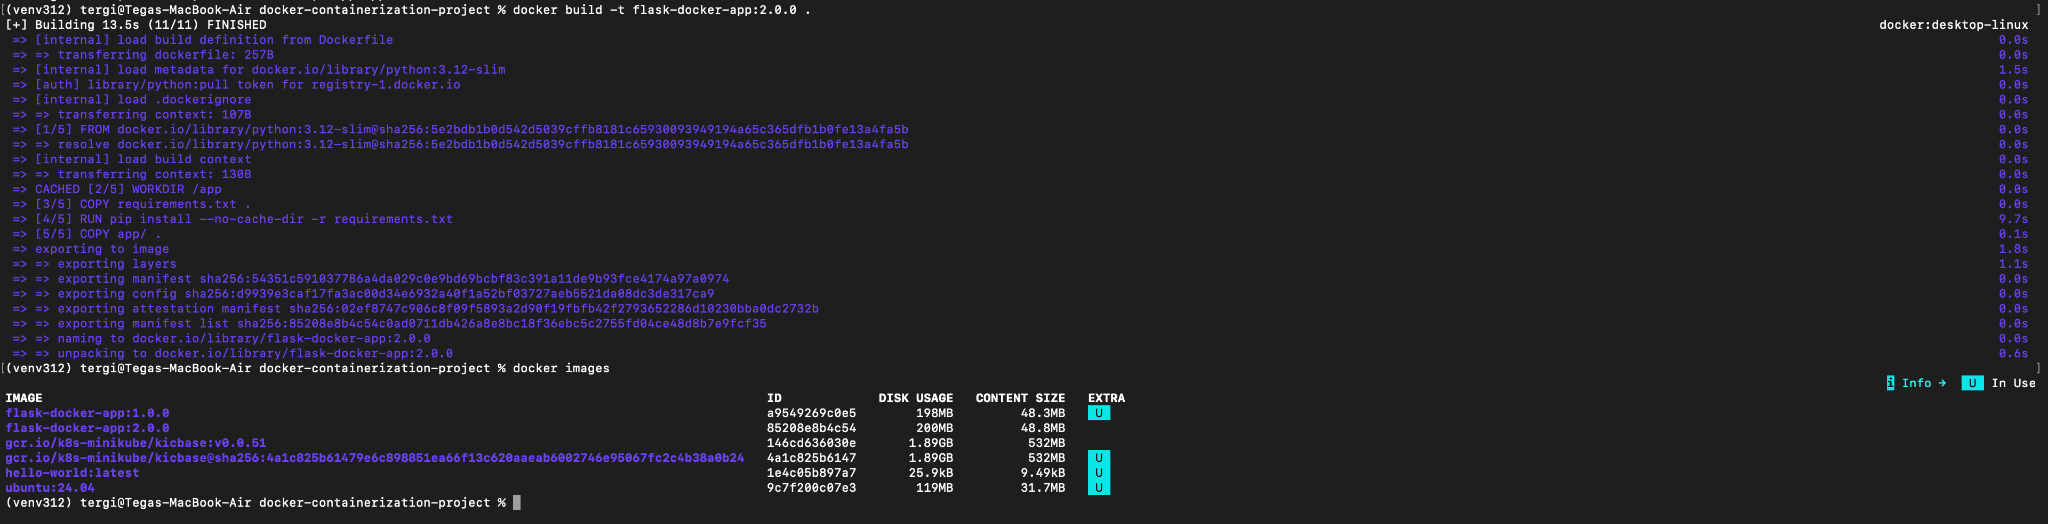 [(venv312) tergi@Tegas-MacBook-Air docker-containerization-project % docker build -t flask-docker-app:2.0.0 . ]
[+] Building 13.5s (11/11) FINISHED docker:desktop-linux
=> [internal] load build definition from Dockerfile 0.0s
=> => transferring dockerfile: 257B 0.0s
=> [internal] load metadata for docker.io/library/python:3.12-slim 1.5s
=> [auth] library/python:pull token for registry-1.docker.io 0.0s
=> [internal] load .dockerignore 0.0s
=> => transferring context: 107B 0.0s
=> [1/5] FROM docker.io/library/python:3.12-slim@sha256:5e2bdb1b0d542d5039cffb8181c65930093949194a65c365dfb1b0fe13a4fa5b 0.0s
=> => resolve docker.io/library/python:3.12-slim@sha256:5e2bdb1b0d542d5039cffb8181c65930093949194a65c365dfb1b0fe13a4fa5b 0.0s
=> [internal] load build context 0.0s
=> => transferring context: 130B 0.0s
=> CACHED [2/5] WORKDIR /app 0.0s
=> [3/5] COPY requirements.txt . 0.0s
=> [4/5] RUN pip install --no-cache-dir -r requirements.txt 9.7s
=> [5/5] COPY app/ . 0.1s
=> exporting to image 1.8s
=> => exporting layers 1.1s
=> => exporting manifest sha256:54351c591037786a4da029c0e9bd69bcbf83c391a11de9b93fce4174a97a0974 0.0s
=> => exporting config sha256:d9939e3caf17fa3ac00d34e6932a40f1a52bf03727aeb5521da08dc3de317ca9 0.0s
=> => exporting attestation manifest sha256:02ef8747c906c8f09f5893a2d90f19fbfb42f2793652286d10230bba0dc2732b 0.0s
=> => exporting manifest list sha256:85208e8b4c54c0ad0711db426a8e8bc18f36ebc5c2755fd04ce48d8b7e9fcf35 0.0s
=> => naming to docker.io/library/flask-docker-app:2.0.0 0.0s
=> => unpacking to docker.io/library/flask-docker-app:2.0.0 0.6s
[(venv312) tergi@Tegas-MacBook-Air docker-containerization-project % docker images ]
i Info → U In Use
IMAGE ID DISK USAGE CONTENT SIZE EXTRA
flask-docker-app:1.0.0 a9549269c0e5 198MB 48.3MB U
flask-docker-app:2.0.0 85208e8b4c54 200MB 48.8MB
gcr.io/k8s-minikube/kicbase:v0.0.51 146cd636030e 1.89GB 532MB
gcr.io/k8s-minikube/kicbase@sha256:4a1c825b61479e6c898851ea66f13c620aaeab6002746e95067fc2c4b38a0b24 4a1c825b6147 1.89GB 532MB U
hello-world:latest 1e4c05b897a7 25.9kB 9.49kB U
ubuntu:24.04 9c7f200c07e3 119MB 31.7MB U
(venv312) tergi@Tegas-MacBook-Air docker-containerization-project %